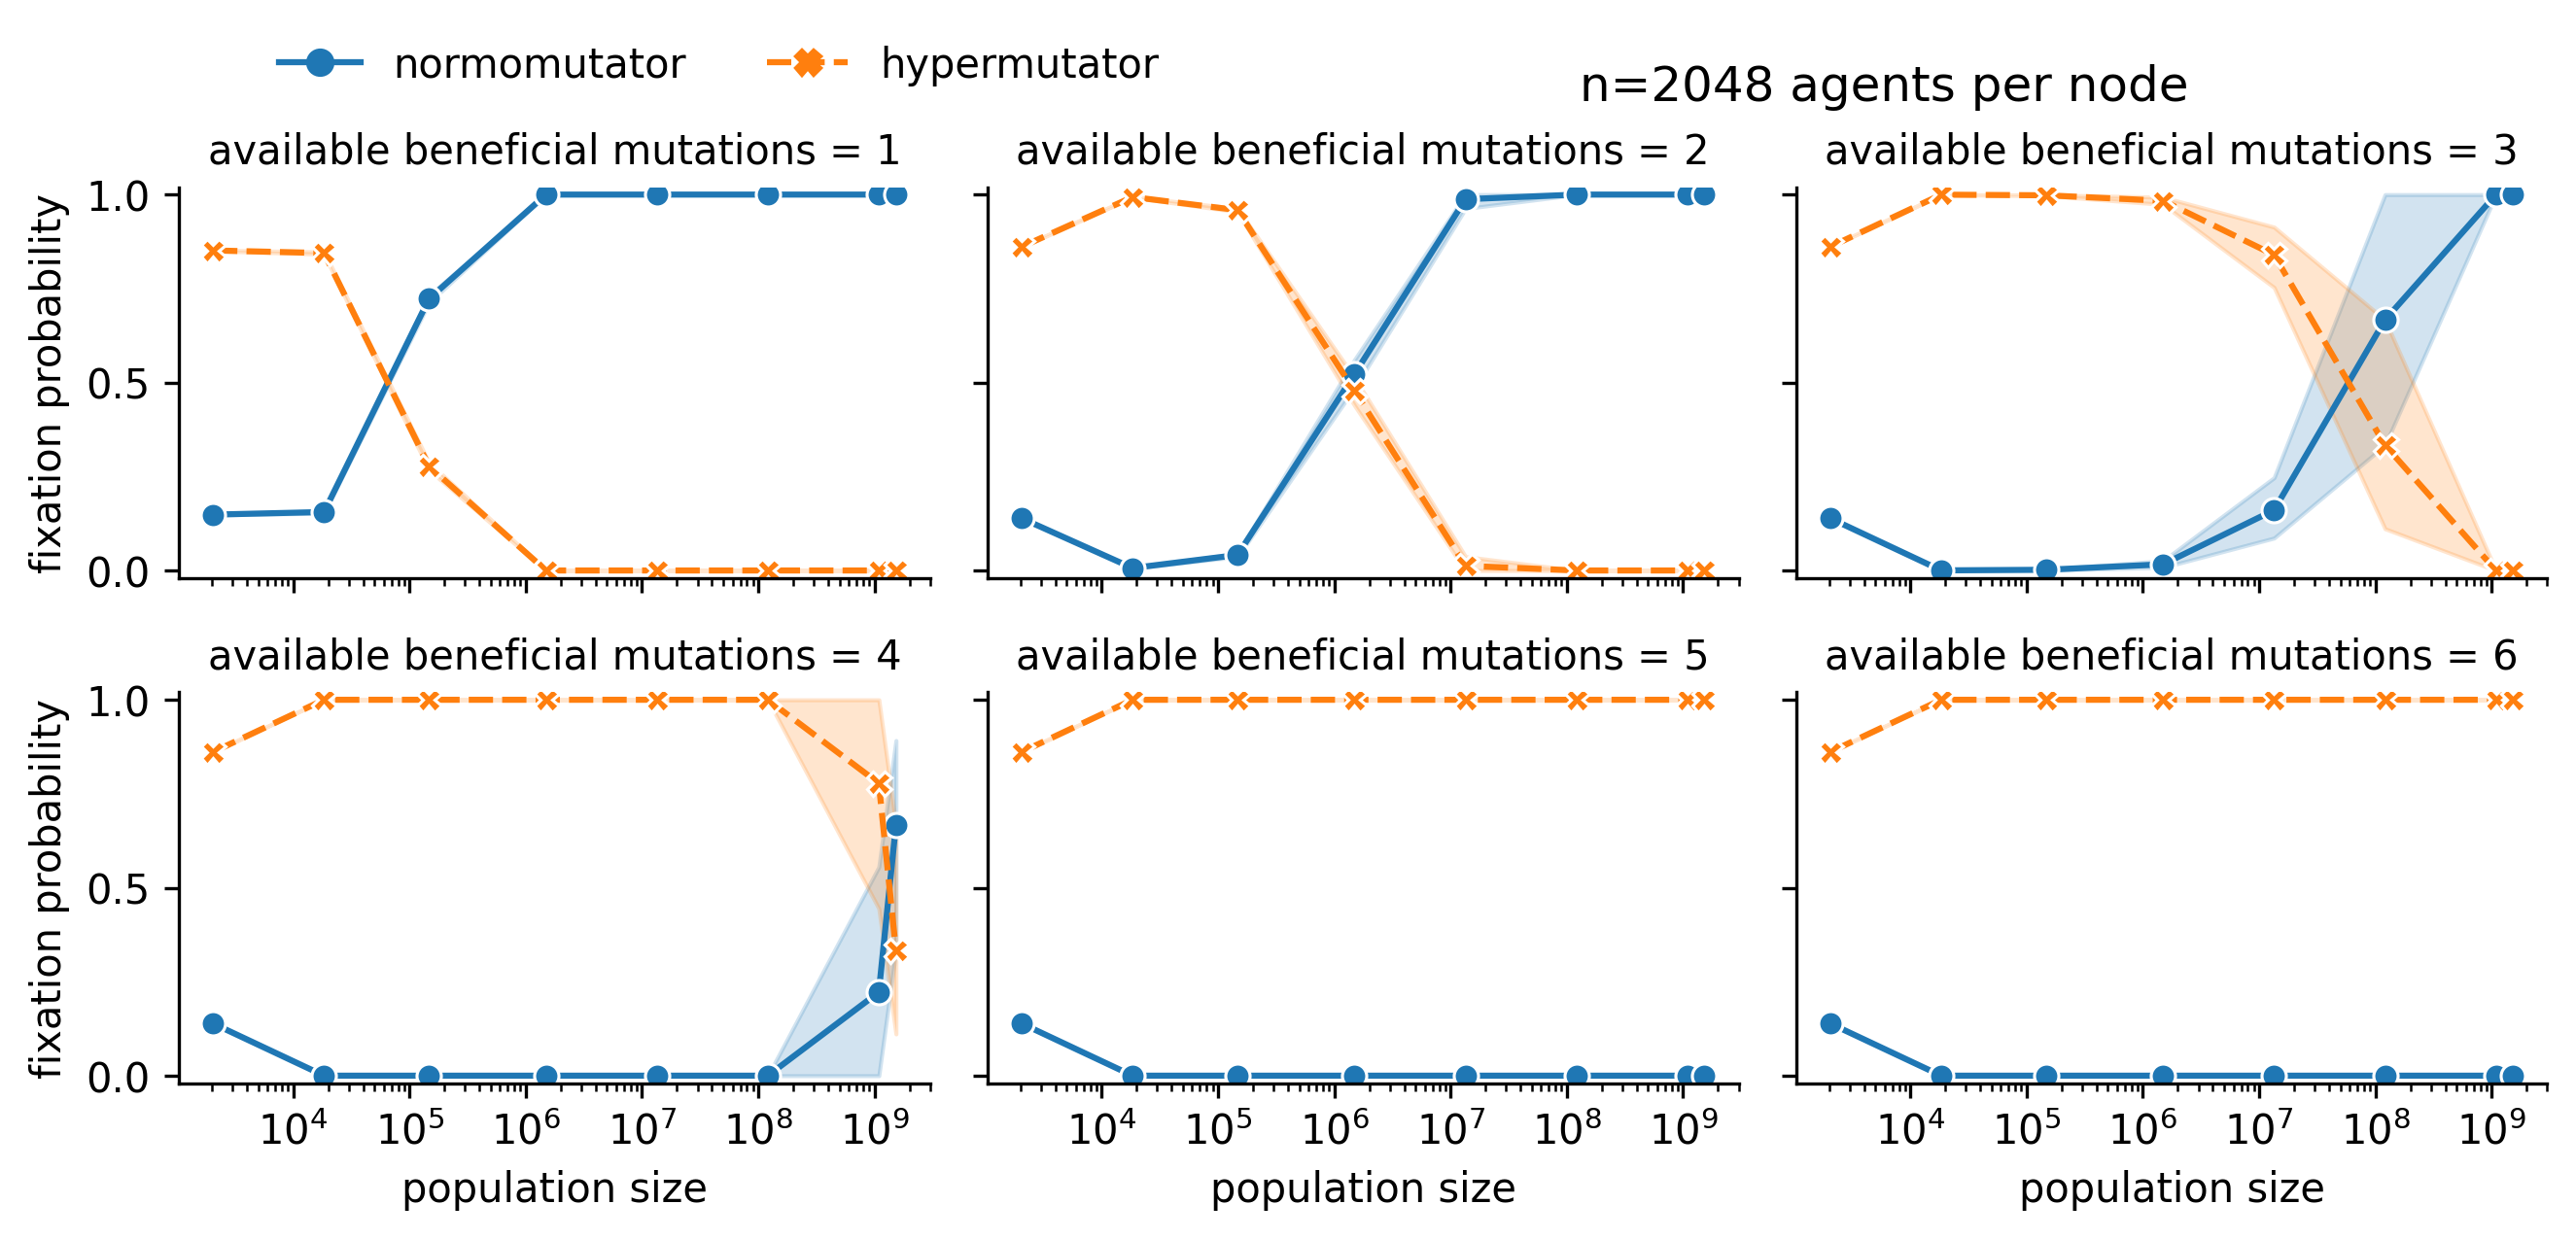 normomutator hypermutator
n=2048 agents per node
available beneficial mutations = 1 available beneficial mutations = 2 available beneficial mutations = 3
fixation probability
1.0
0.5
0.0
available beneficial mutations = 4 available beneficial mutations = 5 available beneficial mutations = 6
fixation probability
1.0
0.5
0.0
10⁴ 10⁵ 10⁶ 10⁷ 10⁸ 10⁹ 10⁴ 10⁵ 10⁶ 10⁷ 10⁸ 10⁹ 10⁴ 10⁵ 10⁶ 10⁷ 10⁸ 10⁹
population size population size population size